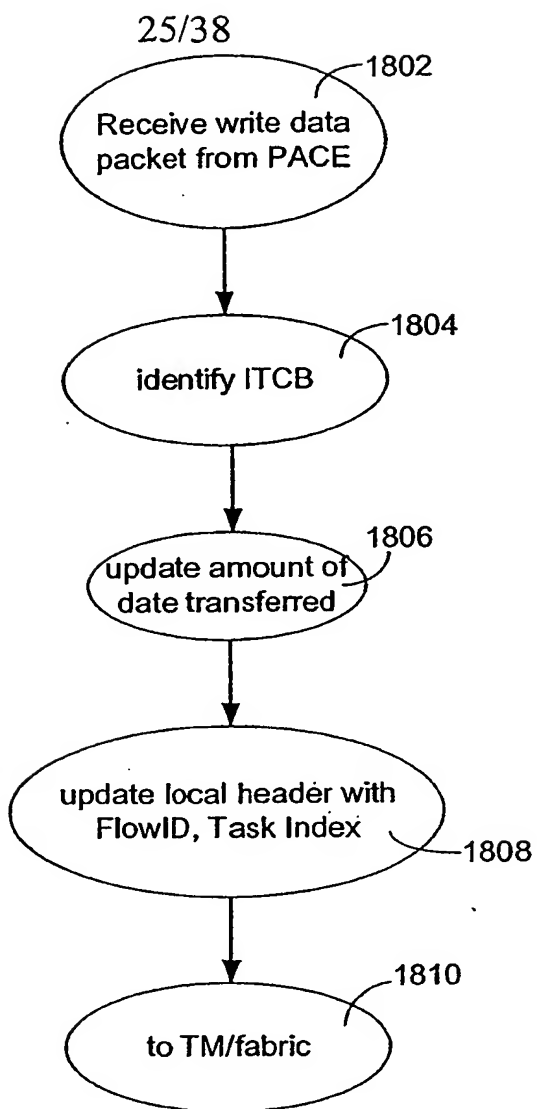 25/38
1802
Receive write data
packet from PACE
1804
identify ITCB
1806
update amount of
date transferred
update local header with
FlowID, Task Index
1808
1810
to TM/fabric